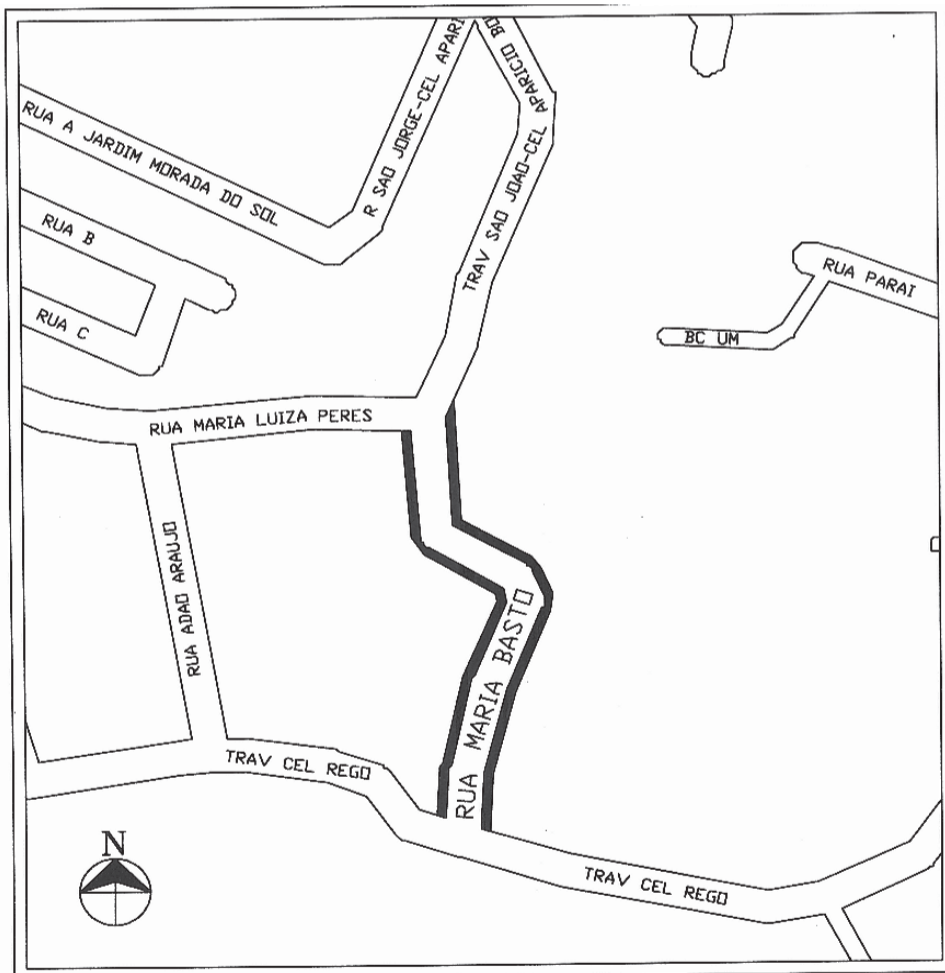 RUA A JARDIM MORADA DO SOL
R SAO JORGE-CEL APARI
TRAV SAO JOAO-CEL APARICIO BO
RUA B
RUA C
RUA PARAI
BC UM
RUA MARIA LUIZA PERES
RUA ADAO ARAUJO
RUA MARIA BASTO
TRAV CEL REGO
TRAV CEL REGO
N